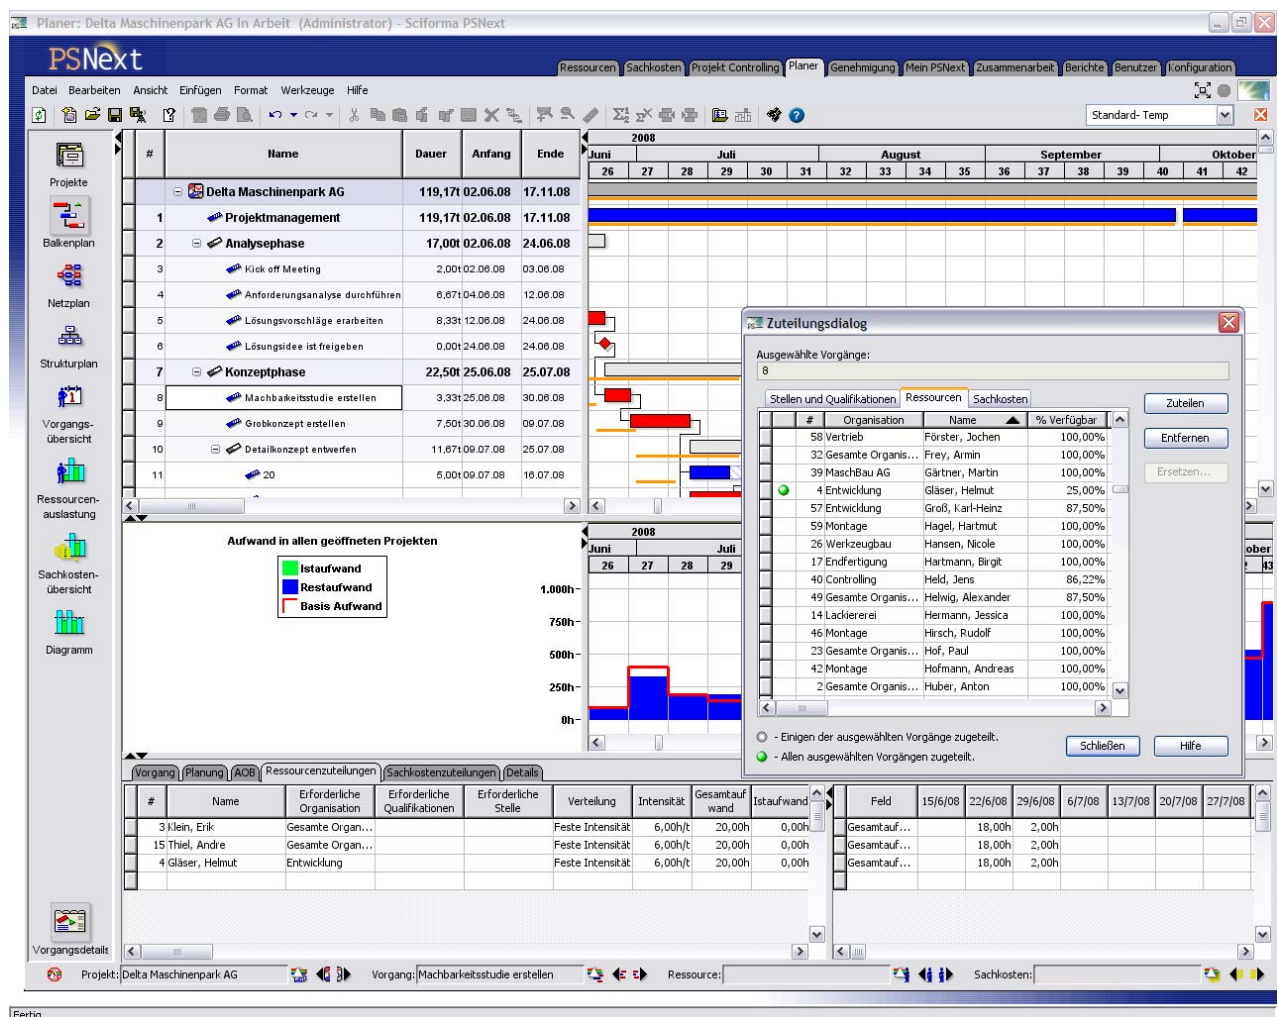 Planer: Delta Maschinenpark AG In Arbeit (Administrator) - Sciforma PSNext
PSNext
Ressourcen Sachkosten Projekt Controlling Planer Genehmigung Mein PSNext Zusammenarbeit Berichte Benutzer Konfiguration
Datei Bearbeiten Ansicht Einfügen Format Werkzeuge Hilfe
Standard- Temp
Projekte
Balkenplan
Netzplan
Strukturplan
Vorgangs-
übersicht
Ressourcen-
auslastung
Sachkosten-
übersicht
Diagramm
Vorgangsdetails
# Name Dauer Anfang Ende
Delta Maschinenpark AG 119,17t 02.06.08 17.11.08
1 Projektmanagement 119,17t 02.06.08 17.11.08
2 Analysephase 17,00t 02.06.08 24.06.08
3 Kick off Meeting 2,00t 02.06.08 03.06.08
4 Anforderungsanalyse durchführen 6,67t 04.06.08 12.06.08
5 Lösungsvorschläge erarbeiten 8,33t 12.06.08 24.06.08
6 Lösungsidee ist freigeben 0,00t 24.06.08 24.06.08
7 Konzeptphase 22,50t 25.06.08 25.07.08
8 Machbarkeitsstudie erstellen 3,33t 25.06.08 30.06.08
9 Grobkonzept erstellen 7,50t 30.06.08 09.07.08
10 Detailkonzept entwerfen 11,67t 09.07.08 25.07.08
11 20 5,00t 09.07.08 16.07.08
2008
Juni Juli August September Oktober
26 27 28 29 30 31 32 33 34 35 36 37 38 39 40 41 42
Zuteilungsdialog
Ausgewählte Vorgänge:
8
Stellen und Qualifikationen Ressourcen Sachkosten
# Organisation Name % Verfügbar
58 Vertrieb Förster, Jochen 100,00%
32 Gesamte Organis... Frey, Armin 100,00%
39 MaschBau AG Gärtner, Martin 100,00%
4 Entwicklung Gläser, Helmut 25,00%
57 Entwicklung Groß, Karl-Heinz 87,50%
59 Montage Hagel, Hartmut 100,00%
26 Werkzeugbau Hansen, Nicole 100,00%
17 Endfertigung Hartmann, Birgit 100,00%
40 Controlling Held, Jens 86,22%
49 Gesamte Organis... Helwig, Alexander 87,50%
14 Lackiererei Hermann, Jessica 100,00%
46 Montage Hirsch, Rudolf 100,00%
23 Gesamte Organis... Hof, Paul 100,00%
42 Montage Hofmann, Andreas 100,00%
2 Gesamte Organis... Huber, Anton 100,00%
Zuteilen
Entfernen
Ersetzen...
- Einigen der ausgewählten Vorgänge zugeteilt.
- Allen ausgewählten Vorgängen zugeteilt.
Schließen Hilfe
Aufwand in allen geöffneten Projekten
Istaufwand
Restaufwand
Basis Aufwand
2008
Juni Juli
26 27 28 29
ober
43
1.000h
750h
500h
250h
0h
Vorgang Planung AOB Ressourcenzuteilungen Sachkostenzuteilungen Details
# Name Erforderliche Organisation Erforderliche Qualifikationen Erforderliche Stelle Verteilung Intensität Gesamtauf wand Istaufwand
3 Klein, Erik Gesamte Organ... Feste Intensität 6,00h/t 20,00h 0,00h
15 Thiel, Andre Gesamte Organ... Feste Intensität 6,00h/t 20,00h 0,00h
4 Gläser, Helmut Entwicklung Feste Intensität 6,00h/t 20,00h 0,00h
Feld 15/6/08 22/6/08 29/6/08 6/7/08 13/7/08 20/7/08 27/7/08
Gesamtauf... 18,00h 2,00h
Gesamtauf... 18,00h 2,00h
Gesamtauf... 18,00h 2,00h
Projekt: Delta Maschinenpark AG Vorgang: Machbarkeitsstudie erstellen Ressource: Sachkosten:
Fertig